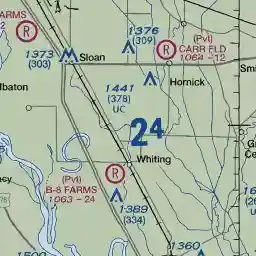 FARMS
2
R
1376
(309)
(Pvt)
R
CARR FLD
1064 - 12
1373
(303)
Sloan
Hornick
1441
(378)
UC
24
Whiting
(Pvt)
R
B-8 FARMS
1063 - 24
1389
(334)
1360